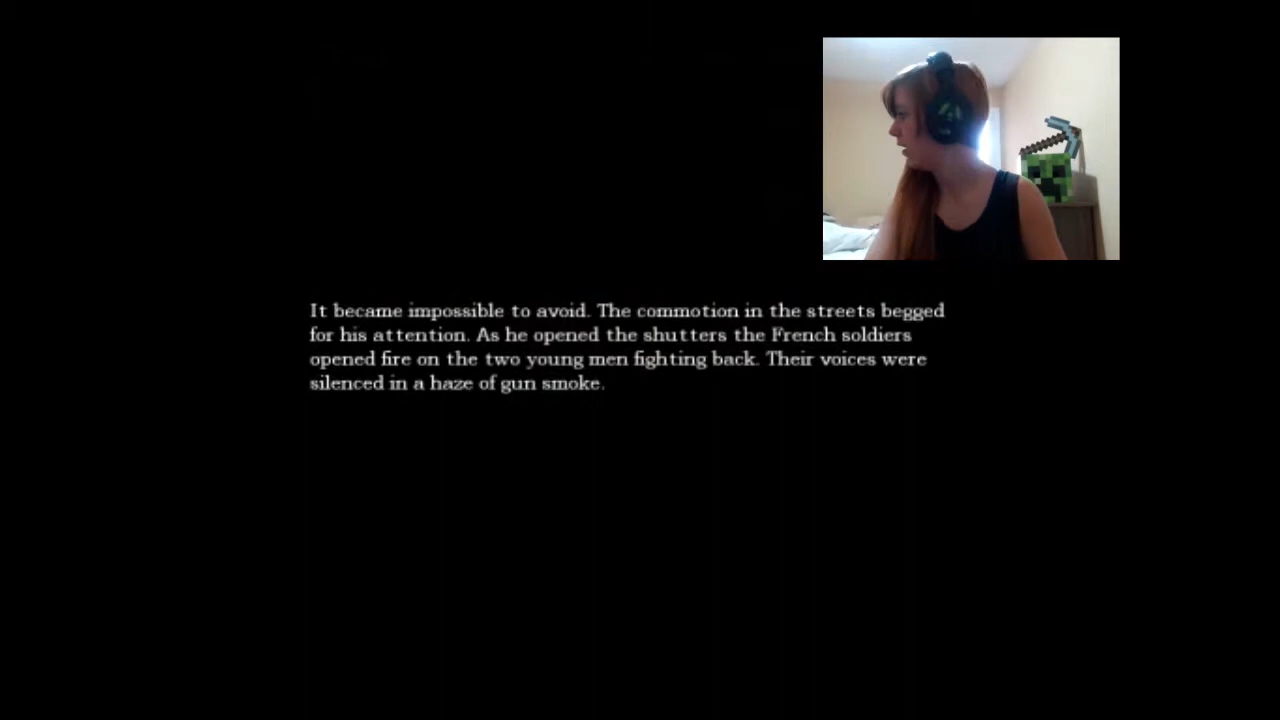 It became impossible to avoid. The commotion in the streets begged
for his attention. As he opened the shutters the French soldiers
opened fire on the two young men fighting back. Their voices were
silenced in a haze of gun smoke.